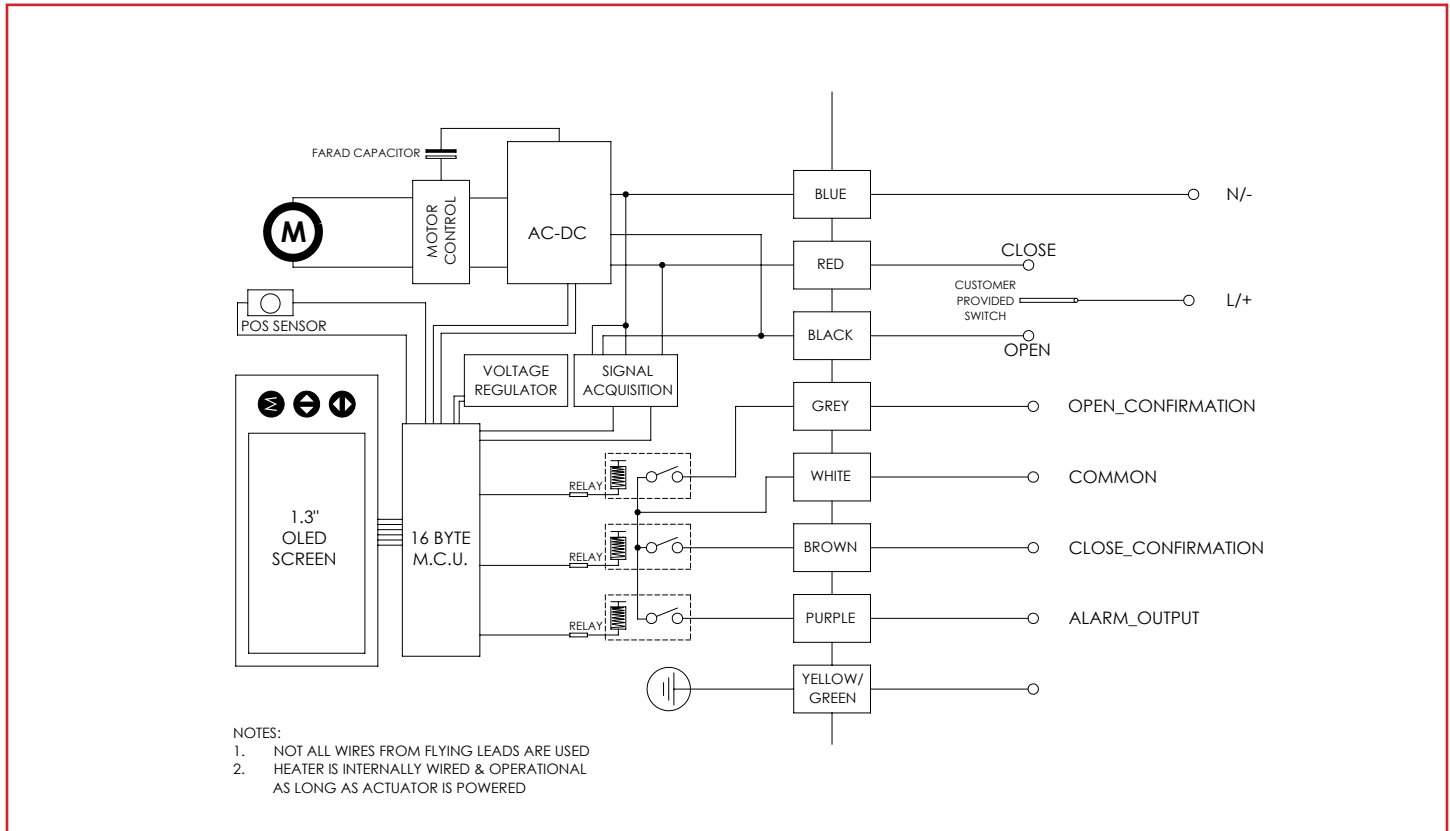 FARAD CAPACITOR
M
MOTOR
CONTROL
AC-DC
BLUE
N/-
RED
CLOSE
CUSTOMER
PROVIDED
SWITCH
L/+
BLACK
OPEN
POS SENSOR
VOLTAGE
REGULATOR
SIGNAL
ACQUISITION
M
GREY
OPEN_CONFIRMATION
RELAY
WHITE
COMMON
1.3"
OLED
SCREEN
16 BYTE
M.C.U.
RELAY
BROWN
CLOSE_CONFIRMATION
RELAY
PURPLE
ALARM_OUTPUT
YELLOW/
GREEN
NOTES:
1. NOT ALL WIRES FROM FLYING LEADS ARE USED
2. HEATER IS INTERNALLY WIRED & OPERATIONAL
AS LONG AS ACTUATOR IS POWERED